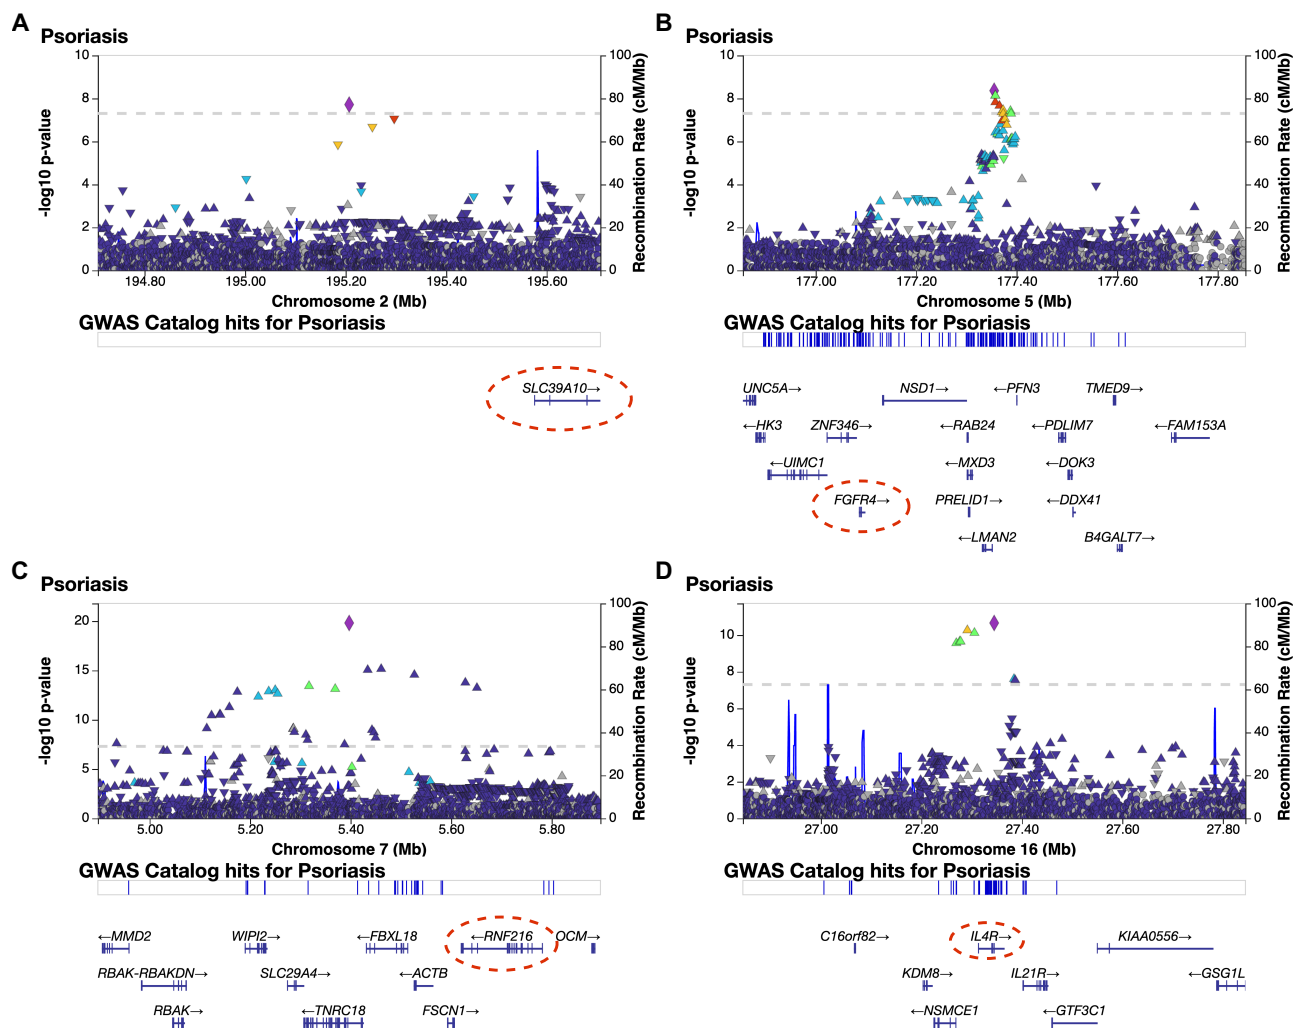 A
Psoriasis
10
8
6
4
2
0
-log10 p-value
100
80
60
40
20
0
Recombination Rate (cM/Mb)
194.80
195.00
195.20
195.40
195.60
Chromosome 2 (Mb)
GWAS Catalog hits for Psoriasis
SLC39A10→
B
Psoriasis
10
8
6
4
2
0
-log10 p-value
100
80
60
40
20
0
Recombination Rate (cM/Mb)
177.00
177.20
177.40
177.60
177.80
Chromosome 5 (Mb)
GWAS Catalog hits for Psoriasis
UNC5A→ NSD1→ ←PFN3 TMED9→
←HK3 ZNF346→ ←RAB24 ←PDLIM7 ←FAM153A
←UIMC1 ←MXD3 ←DOK3
FGFR4→ PRELID1→ ←DDX41
←LMAN2 B4GALT7→
C
Psoriasis
20
15
10
5
0
-log10 p-value
100
80
60
40
20
0
Recombination Rate (cM/Mb)
5.00
5.20
5.40
5.60
5.80
Chromosome 7 (Mb)
GWAS Catalog hits for Psoriasis
←MMD2 WIPI2→ ←FBXL18 ←RNF216 OCM→
RBAK-RBAKDN→ SLC29A4→ ←ACTB
RBAK→ ←TNRC18 FSCN1→
D
Psoriasis
10
8
6
4
2
0
-log10 p-value
100
80
60
40
20
0
Recombination Rate (cM/Mb)
27.00
27.20
27.40
27.60
27.80
Chromosome 16 (Mb)
GWAS Catalog hits for Psoriasis
C16orf82→ IL4R→ KIAA0556→
KDM8→ IL21R→ ←GSG1L
←NSMCE1 ←GTF3C1